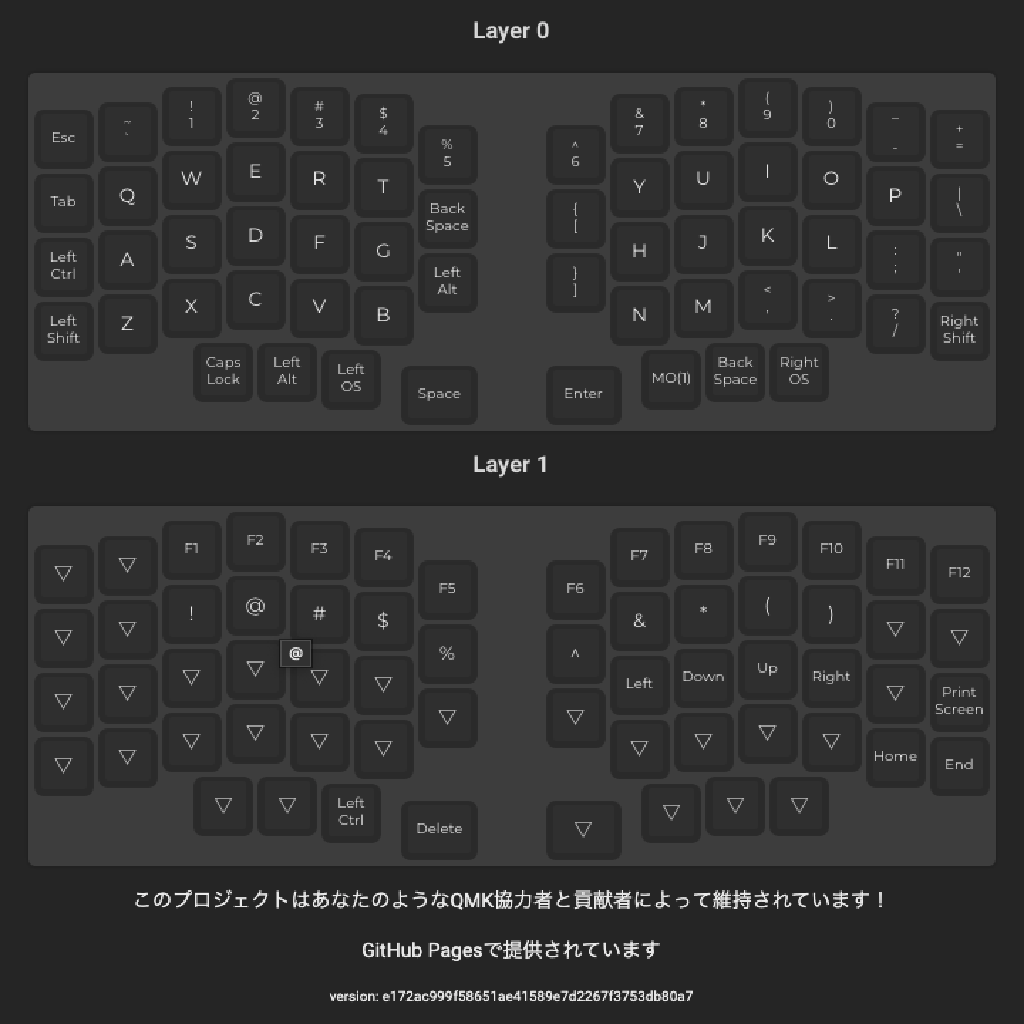 Layer 0
Esc ~ ` ! 1 @ 2 # 3 $ 4 % 5 ^ 6 & 7 * 8 ( 9 ) 0 _ - + =
Tab Q W E R T Back Space { [ Y U I O P | \
Left Ctrl A S D F G Left Alt } ] H J K L : ; " '
Left Shift Z X C V B N M < , > . ? / Right Shift
Caps Lock Left Alt Left OS Space Enter MO(1) Back Space Right OS
Layer 1
▽ ▽ F1 F2 F3 F4 F5 F6 F7 F8 F9 F10 F11 F12
▽ ▽ ! @ # $ % ^ & * ( ) ▽ ▽
@
▽ ▽ ▽ ▽ ▽ ▽ ▽ ▽ Left Down Up Right ▽ Print Screen
▽ ▽ ▽ ▽ ▽ ▽ ▽ ▽ ▽ ▽ Home End
▽ ▽ Left Ctrl Delete ▽ ▽ ▽ ▽
このプロジェクトはあなたのようなQMK協力者と貢献者によって維持されています！
GitHub Pagesで提供されています
version: e172ac999f58651ae41589e7d2267f3753db80a7